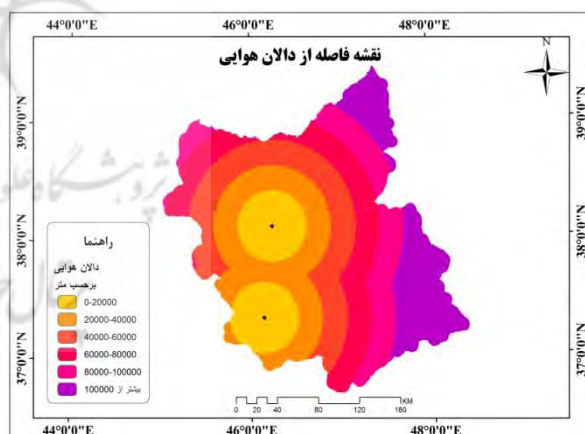 44°0'0"E 46°0'0"E 48°0'0"E
نقشه فاصله از دالان هوایی
N
39°0'0"N 39°0'0"N
38°0'0"N 38°0'0"N
37°0'0"N 37°0'0"N
راهنما
دالان هوایی
برحسب متر
0-20000
20000-40000
40000-60000
60000-80000
80000-100000
بیشتر از 100000
KM
0 20 40 80 120 160
44°0'0"E 46°0'0"E 48°0'0"E